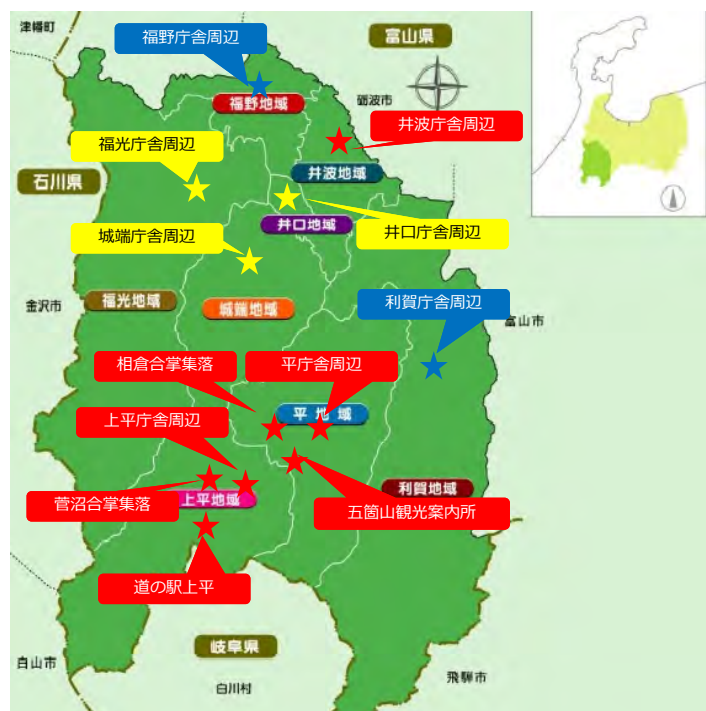 津幡町
福野庁舎周辺
富山県
砺波市
福野地域
井波庁舎周辺
福光庁舎周辺
井波地域
石川県
井口地域
城端庁舎周辺
井口庁舎周辺
金沢市
福光地域
城端地域
利賀庁舎周辺
富山市
相倉合掌集落
平庁舎周辺
平地域
上平庁舎周辺
利賀地域
菅沼合掌集落
上平地域
五箇山観光案内所
道の駅上平
岐阜県
白山市
白川村
飛騨市